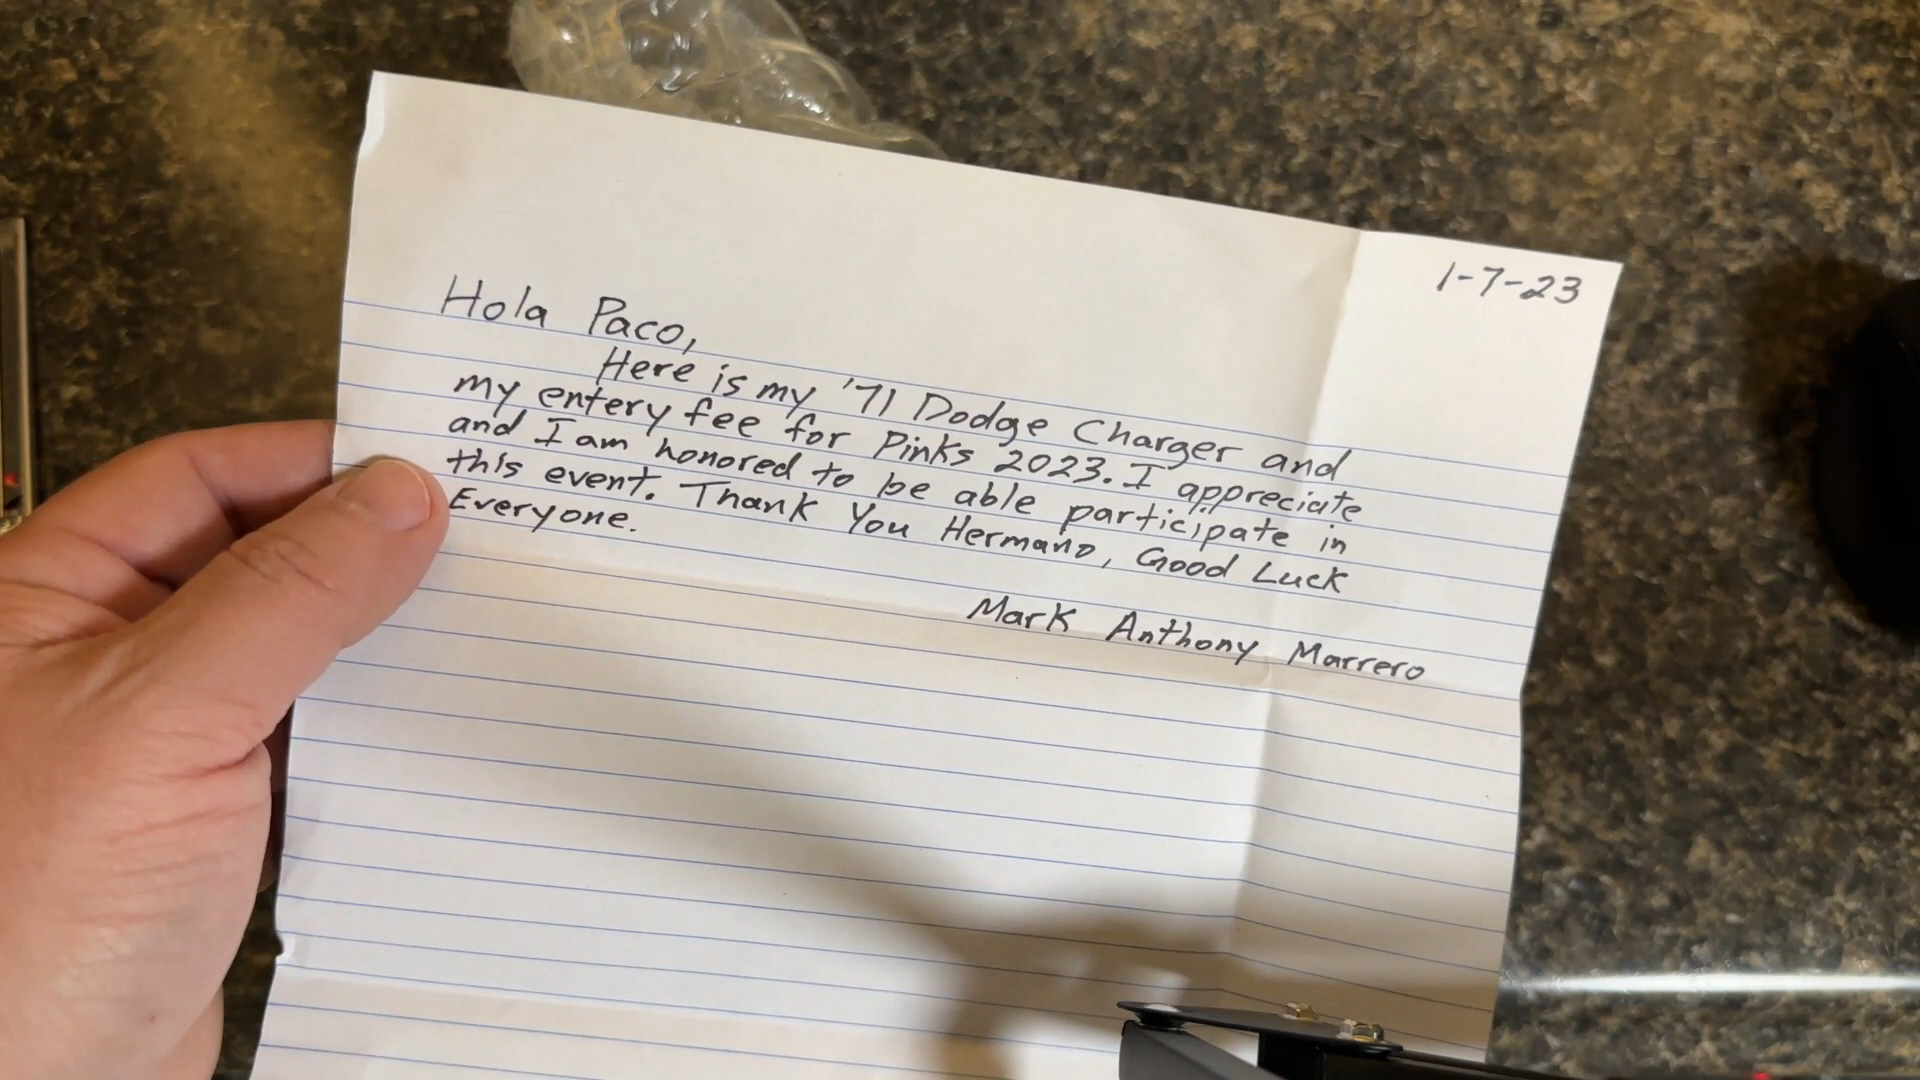 1-7-23
Hola Paco,
Here is my '71 Dodge Charger and
my entery fee for Pinks 2023. I appreciate
and I am honored to be able participate in
this event. Thank You Hermano, Good Luck
Everyone.
Mark Anthony Marrero